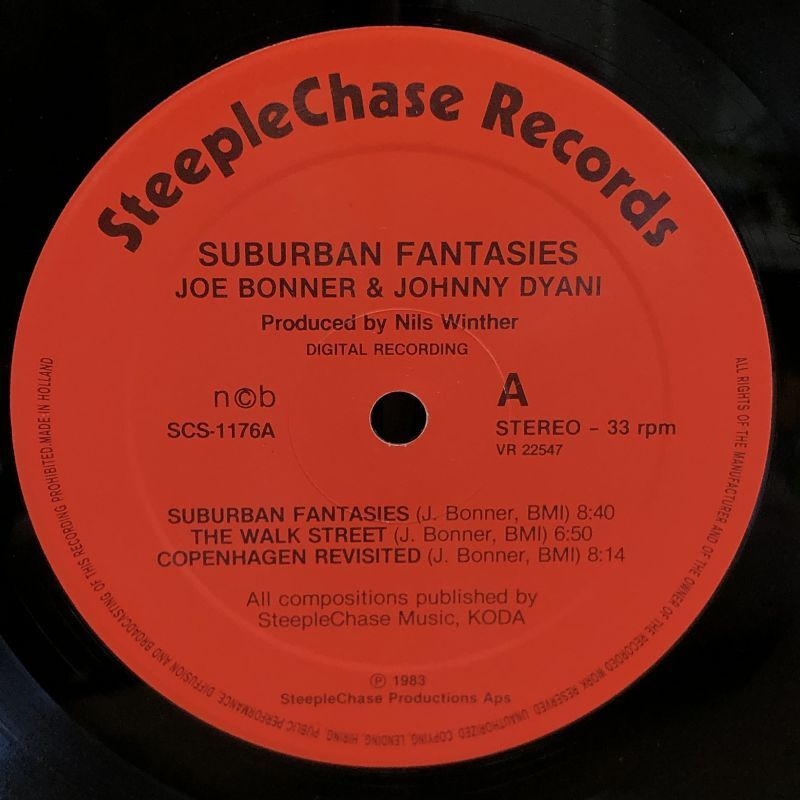 SteepleChase Records
SUBURBAN FANTASIES
JOE BONNER & JOHNNY DYANI
Produced by Nils Winther
DIGITAL RECORDING
n©b
SCS-1176A
A
STEREO - 33 rpm
VR 22547
SUBURBAN FANTASIES (J. Bonner, BMI) 8:40
THE WALK STREET (J. Bonner, BMI) 6:50
COPENHAGEN REVISITED (J. Bonner, BMI) 8:14
All compositions published by
SteepleChase Music, KODA
℗ 1983
SteepleChase Productions Aps
ALL RIGHTS OF THE MANUFACTURER AND OF THE OWNER OF THE RECORDED WORK RESERVED. UNAUTHORIZED COPYING, LENDING, HIRING, PUBLIC PERFORMANCE, DIFFUSION AND BROADCASTING OF THIS RECORDING PROHIBITED. MADE IN HOLLAND